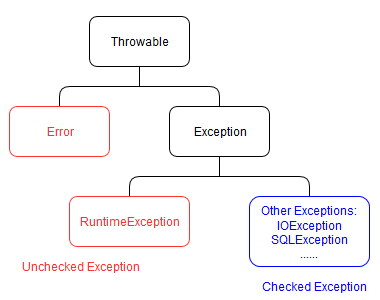 Throwable
Error
Exception
RuntimeException
Other Exceptions:
IOException
SQLException
......
Unchecked Exception
Checked Exception